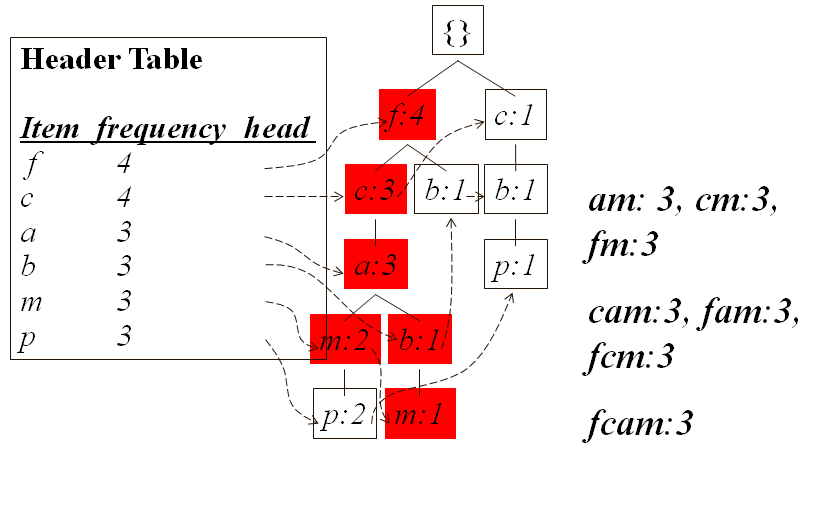 {}
Header Table
Item frequency head
f 4
c 4
a 3
b 3
m 3
p 3
f:4
c:1
c:3
b:1
b:1
a:3
p:1
m:2
b:1
p:2
m:1
am: 3, cm:3,
fm:3
cam:3, fam:3,
fcm:3
fcam:3